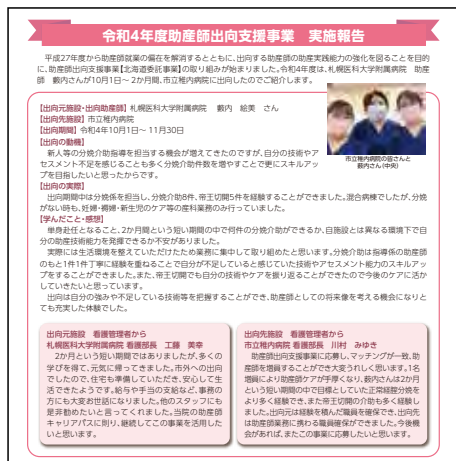 令和4年度助産師出向支援事業 実施報告
平成27年度から助産師就業の偏在を解消するとともに、出向する助産師の助産実践能力の強化を図ることを目的
に、助産師出向支援事業【北海道委託事業】の取り組みが始まりました。令和4年度は、札幌医科大学附属病院 助産
師 藪内さんが10月1日~2か月間、市立稚内病院に出向したのでご紹介します。
【出向元施設・出向助産師】札幌医科大学附属病院 藪内 絵美 さん
【出向先施設】市立稚内病院
【出向期間】令和4年10月1日~11月30日
【出向の動機】
新人等の分娩介助指導を担当する機会が増えてきたのですが、自分の技術やア
セスメント不足を感じることも多く分娩介助件数を増やすことで更にスキルアッ
プを目指したいと思ったからです。
市立稚内病院の皆さんと
藪内さん(中央)
【出向の実際】
出向期間中は分娩係を担当し、分娩介助8件、帝王切開5件を経験することができました。混合病棟でしたが、分娩
がない時も、妊婦・褥婦・新生児のケア等の産科業務のみ行っていました。
【学んだこと・感想】
単身赴任となること、2か月間という短い期間の中で何件の分娩介助ができるか、自施設とは異なる環境下で自
分の助産技術能力を発揮できるか不安がありました。
実際には生活環境を整えていただけたため業務に集中して取り組めたと思います。分娩介助は指導係の助産師
のもと1件1件丁寧に経験を重ねることで自分が不足していると感じていた技術やアセスメント能力のスキルアッ
プをすることができました。また、帝王切開でも自分の技術やケアを振り返ることができたので今後のケアに活か
していきたいと思っています。
出向は自分の強みや不足している技術等を把握することができ、助産師としての将来像を考える機会になりとて
も充実した体験でした。
出向元施設 看護管理者から
札幌医科大学附属病院 看護部長 工藤 美幸
2か月という短い期間ではありましたが、多くの
学びを得て、元気に帰ってきました。市外への出向
でしたので、住宅も準備していただき、安心して生
活できたようです。給与や手当の支給など、事務の
方にも大変お世話になりました。他のスタッフにも
是非勧めたいと言ってくれました。当院の助産師
キャリアパスに則り、継続してこの事業を活用した
いと思います。
出向先施設 看護管理者から
市立稚内病院 看護部長 川村 みゆき
助産師出向支援事業に応募し、マッチングが一致、助
産師を増員することができ大変うれしく思います。1名
増員により助産師ケアが手厚くなり、藪内さんは2か月
という短い期間の中で目標としていた正常経腟分娩を
より多く経験でき、また帝王切開の介助も多く経験し
ました。出向元は経験を積んだ職員を確保でき、出向先
は助産師業務に携わる職員確保ができました。今後機
会があれば、またこの事業に応募したいと思います。